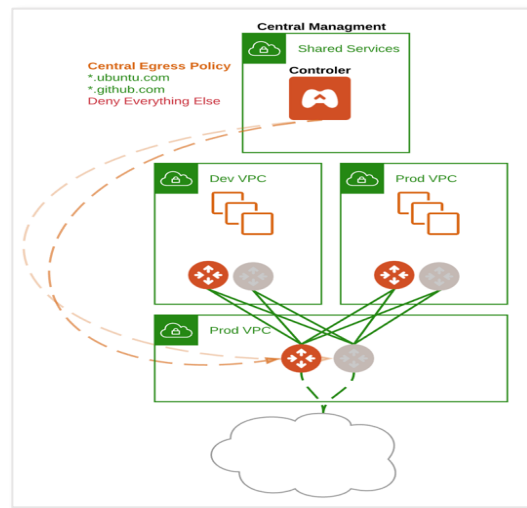 Central Managment
Shared Services
Controler
Central Egress Policy
*.ubuntu.com
*.github.com
Deny Everything Else
Dev VPC
Prod VPC
Prod VPC